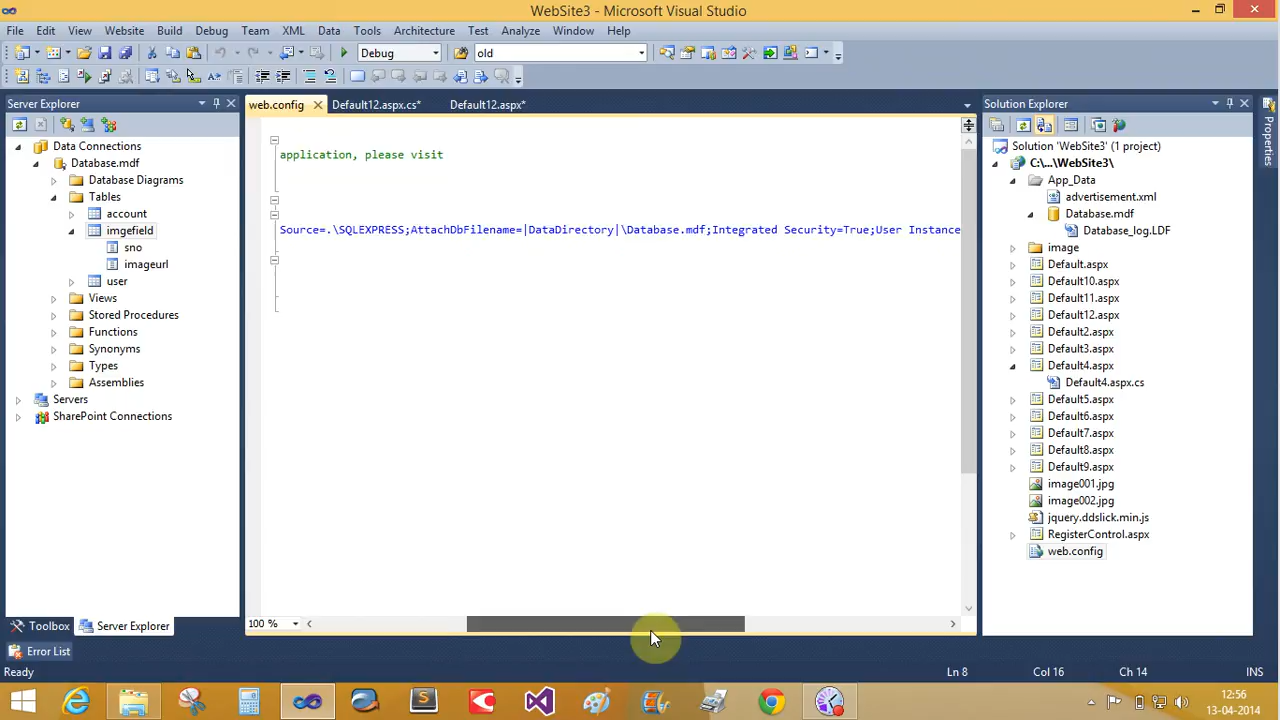 WebSite3 - Microsoft Visual Studio
File Edit View Website Build Debug Team XML Data Tools Architecture Test Analyze Window Help
Debug old
Server Explorer
Data Connections
Database.mdf
Database Diagrams
Tables
account
imgefield
sno
imageurl
user
Views
Stored Procedures
Functions
Synonyms
Types
Assemblies
Servers
SharePoint Connections
Toolbox Server Explorer
web.config Default12.aspx.cs* Default12.aspx*
application, please visit
Source=.\SQLEXPRESS;AttachDbFilename=|DataDirectory|\Database.mdf;Integrated Security=True;User Instance
100 %
Solution Explorer
Solution 'WebSite3' (1 project)
C:\...\WebSite3\
App_Data
advertisement.xml
Database.mdf
Database_log.LDF
image
Default.aspx
Default10.aspx
Default11.aspx
Default12.aspx
Default2.aspx
Default3.aspx
Default4.aspx
Default4.aspx.cs
Default5.aspx
Default6.aspx
Default7.aspx
Default8.aspx
Default9.aspx
image001.jpg
image002.jpg
jquery.ddslick.min.js
RegisterControl.aspx
web.config
Properties
Error List
Ready Ln 8 Col 16 Ch 14 INS
12:56
13-04-2014